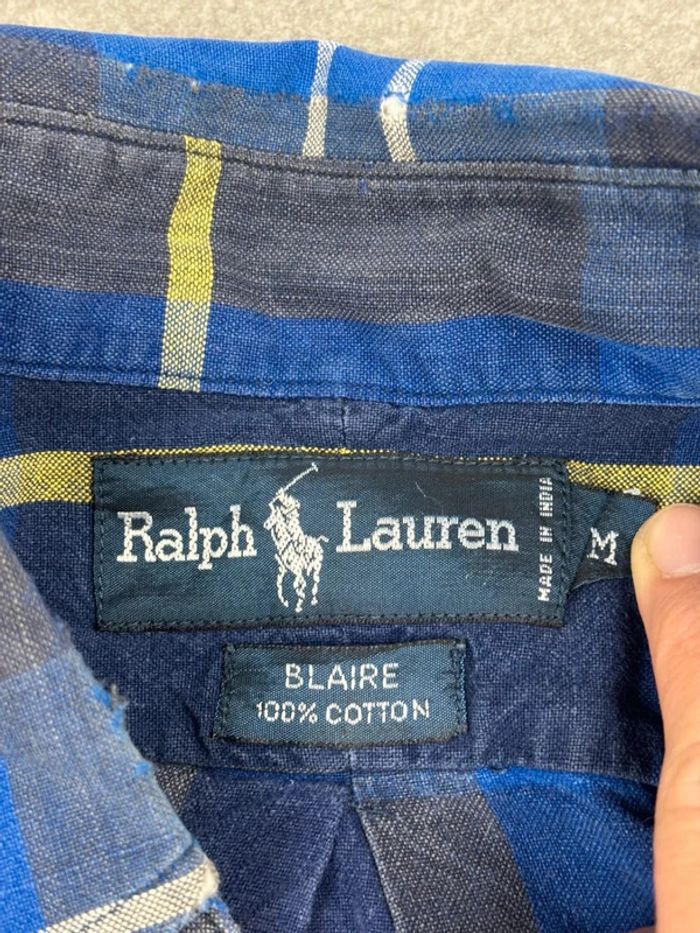 Ralph Lauren
MADE IN INDIA
M
BLAIRE
100% COTTON